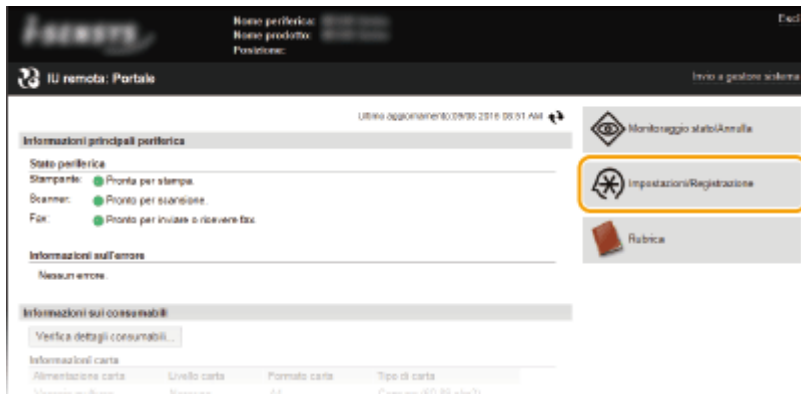 i-SENSYS
Nome periferica:
Nome prodotto:
Posizione:
Esci
IU remota: Portale
Invio a gestore sistema
Ultimo aggiornamento:09/08 2016 08:51 AM
Informazioni principali periferica
Stato periferica
Stampante: Pronta per stampa.
Scanner: Pronto per scansione.
Fax: Pronto per inviare o ricevere fax.
Informazioni sull'errore
Nessun errore.
Informazioni sui consumabili
Verifica dettagli consumabili...
Informazioni carta
Alimentazione carta Livello carta Formato carta Tipo di carta
Monitoraggio stato/Annulla
Impostazioni/Registrazione
Rubrica